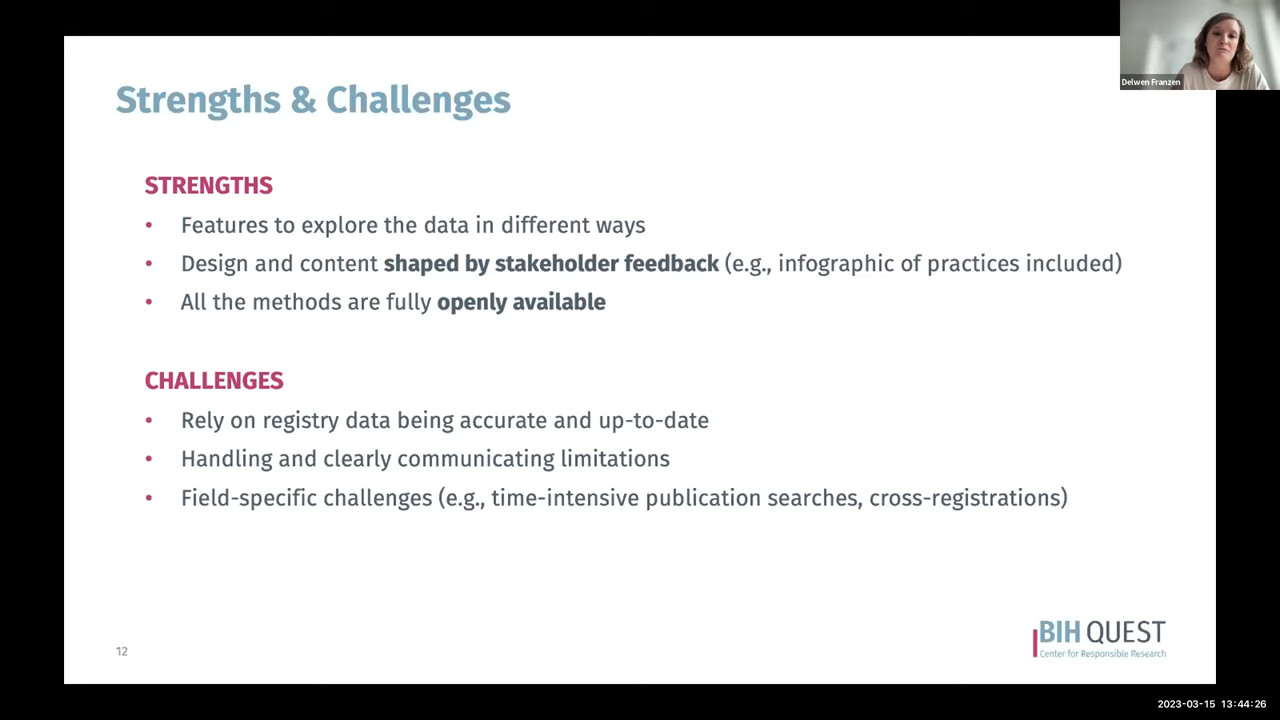 Delwen Franzen
Strengths & Challenges
STRENGTHS
• Features to explore the data in different ways
• Design and content shaped by stakeholder feedback (e.g., infographic of practices included)
• All the methods are fully openly available
CHALLENGES
• Rely on registry data being accurate and up-to-date
• Handling and clearly communicating limitations
• Field-specific challenges (e.g., time-intensive publication searches, cross-registrations)
BIH QUEST
Center for Responsible Research
12
2023-03-15 13:44:26